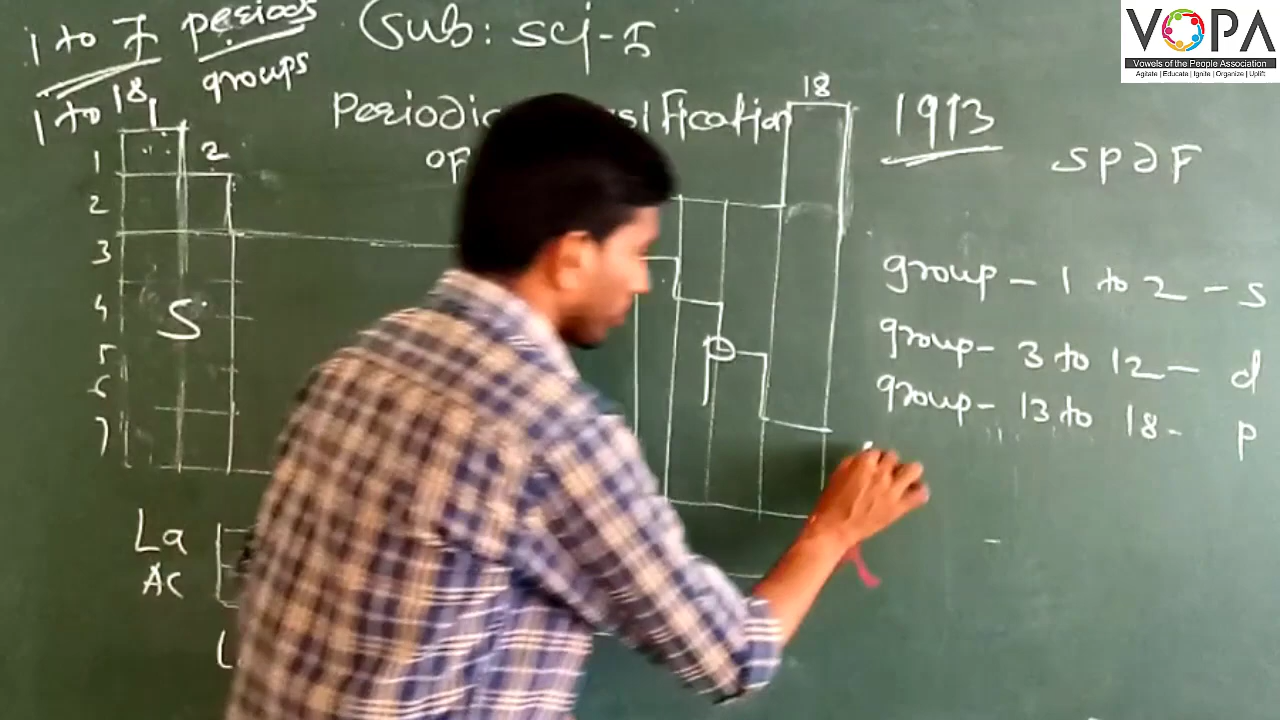 1 to 7 periods
groups
1 to 18
Sub: sci-
Periodic
OF
1913
s p d F
1
2
18
1
2
3
4
5
6
7
S
group - 1 to 2 - s
group - 3 to 12 - d
group - 13 to 18 - p
La
AC
VOPA
Vowels of the People Association
Agitate | Educate | Ignite | Organize | Uplift